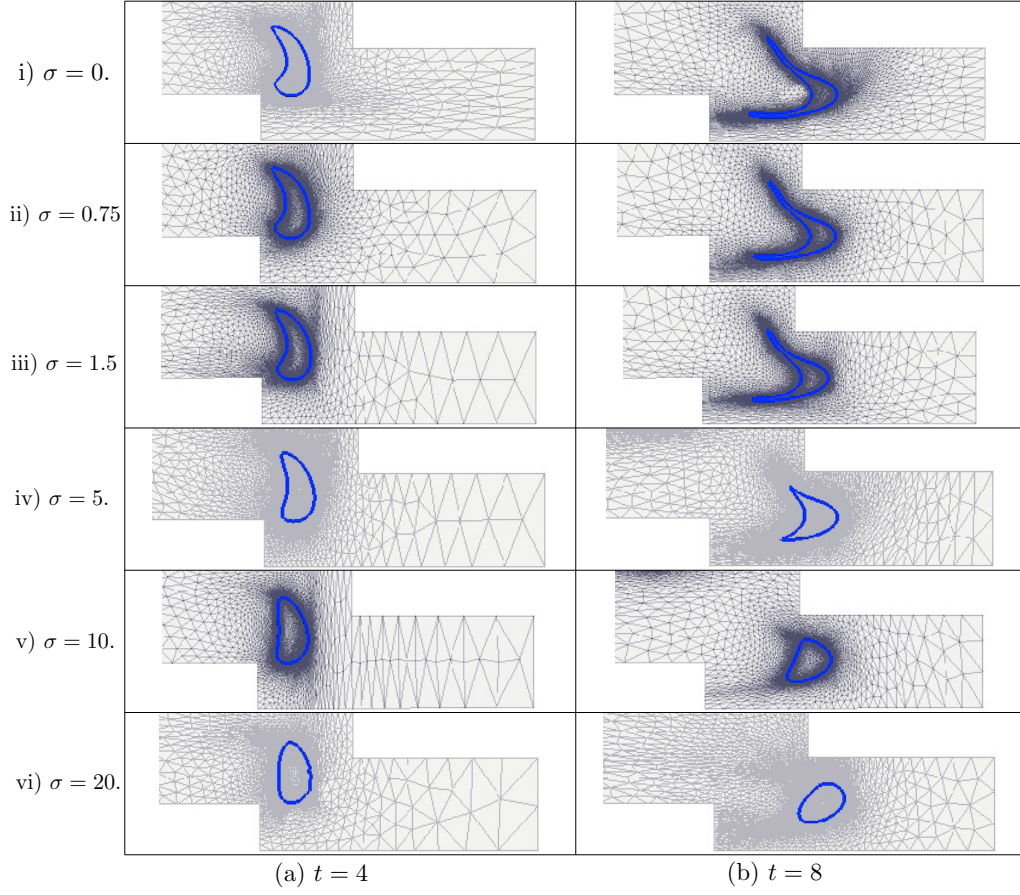 i) σ = 0.
ii) σ = 0.75
iii) σ = 1.5
iv) σ = 5.
v) σ = 10.
vi) σ = 20.
(a) t = 4
(b) t = 8